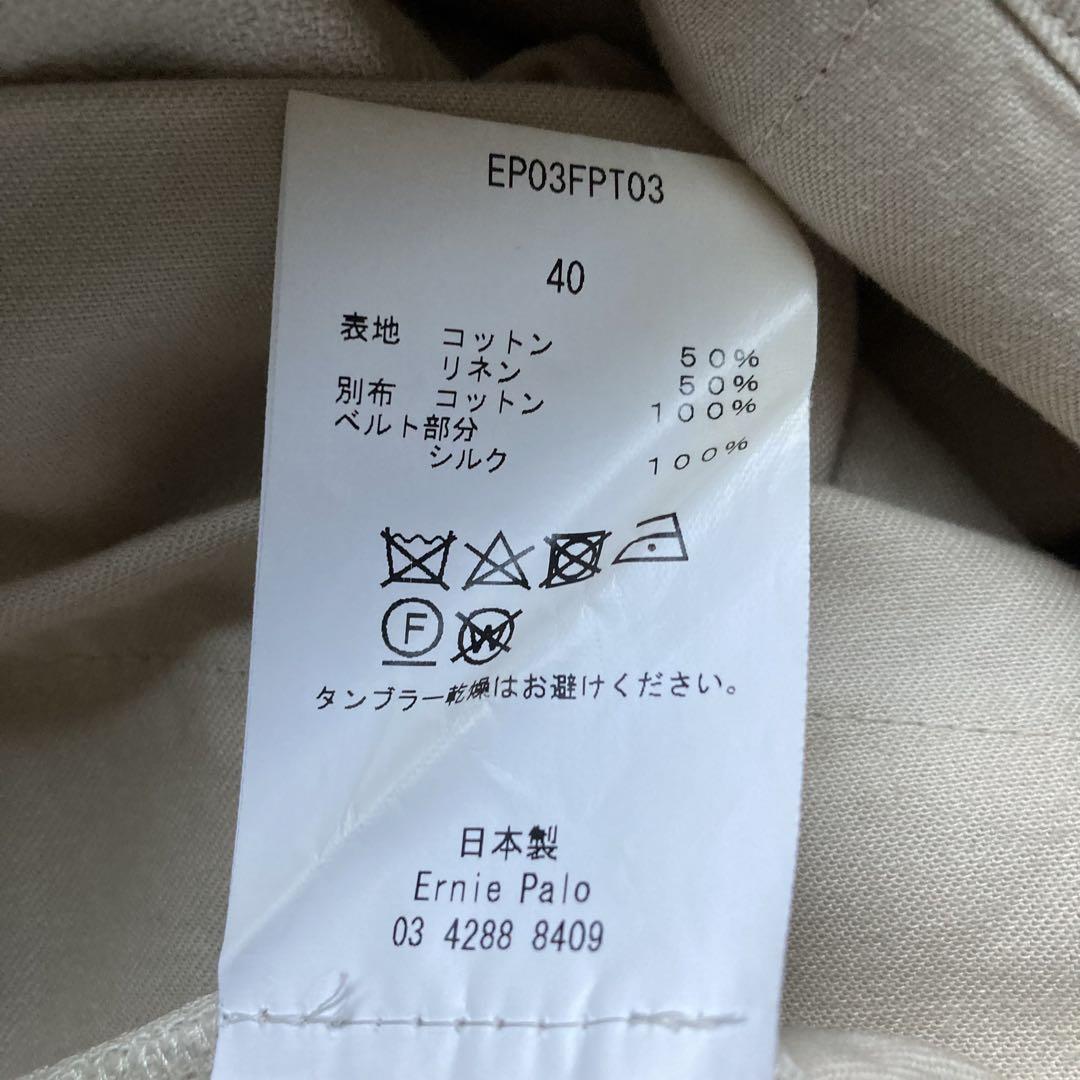 EP03FPT03
40
表地 コットン 50%
リネン 50%
別布 コットン 100%
ベルト部分
シルク 100%
F
W
タンブラー乾燥はお避けください。
日本製
Ernie Palo
03 4288 8409